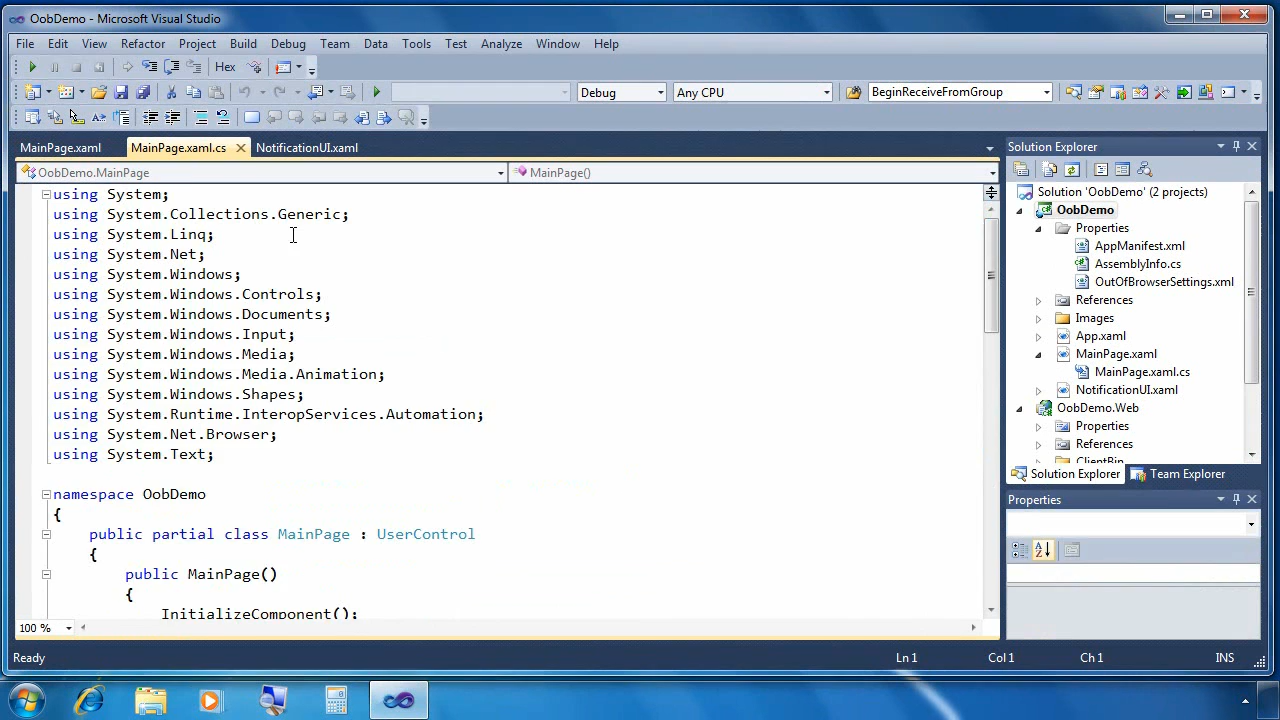 OobDemo - Microsoft Visual Studio
File Edit View Refactor Project Build Debug Team Data Tools Test Analyze Window Help
Hex
Debug Any CPU BeginReceiveFromGroup
MainPage.xaml MainPage.xaml.cs NotificationUI.xaml
OobDemo.MainPage MainPage()
using System;
using System.Collections.Generic;
using System.Linq;
using System.Net;
using System.Windows;
using System.Windows.Controls;
using System.Windows.Documents;
using System.Windows.Input;
using System.Windows.Media;
using System.Windows.Media.Animation;
using System.Windows.Shapes;
using System.Runtime.InteropServices.Automation;
using System.Net.Browser;
using System.Text;
namespace OobDemo
{
public partial class MainPage : UserControl
{
public MainPage()
{
InitializeComponent();
100 %
Solution Explorer
Solution 'OobDemo' (2 projects)
OobDemo
Properties
AppManifest.xml
AssemblyInfo.cs
OutOfBrowserSettings.xml
References
Images
App.xaml
MainPage.xaml
MainPage.xaml.cs
NotificationUI.xaml
OobDemo.Web
Properties
References
ClientBin
Solution Explorer Team Explorer
Properties
Ready Ln 1 Col 1 Ch 1 INS